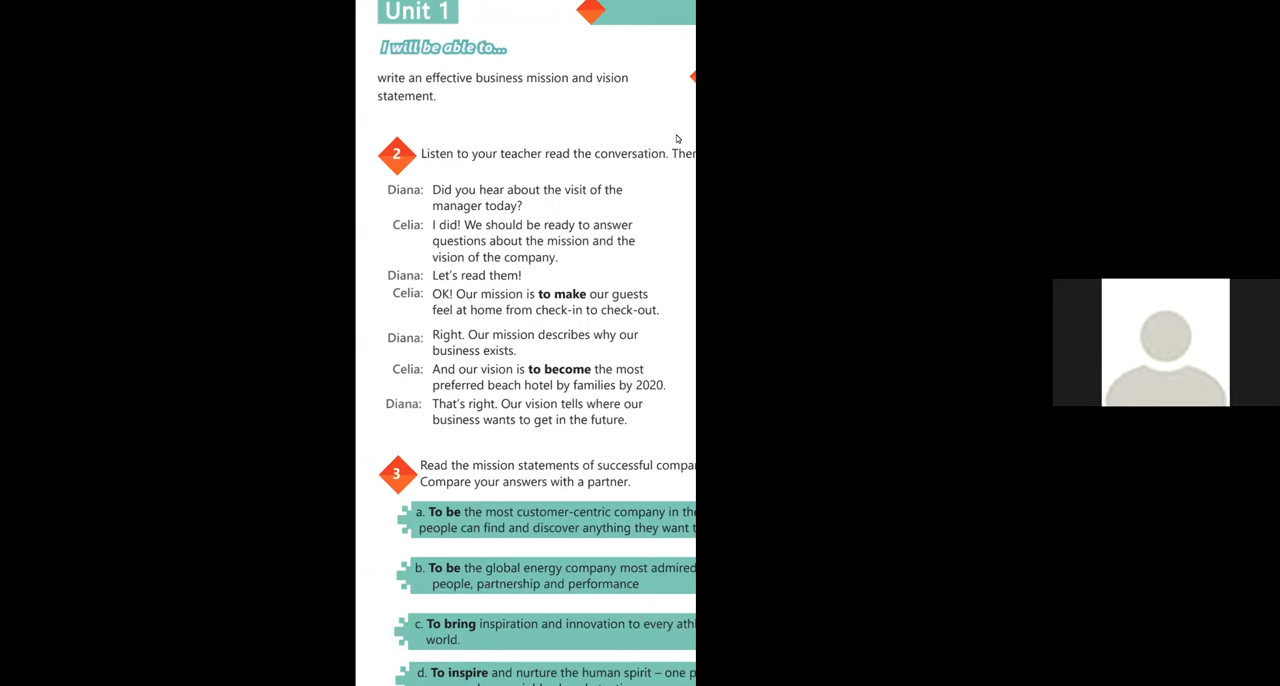 Unit 1
I will be able to...
write an effective business mission and vision
statement.
2
Listen to your teacher read the conversation.
Diana: Did you hear about the visit of the
manager today?
Celia: I did! We should be ready to answer
questions about the mission and the
vision of the company.
Diana: Let's read them!
Celia: OK! Our mission is to make our guests
feel at home from check-in to check-out.
Diana: Right. Our mission describes why our
business exists.
Celia: And our vision is to become the most
preferred beach hotel by families by 2020.
Diana: That's right. Our vision tells where our
business wants to get in the future.
3
Read the mission statements of successful
Compare your answers with a partner.
a. To be the most customer-centric company in
people can find and discover anything they want
b. To be the global energy company most admired
people, partnership and performance
c. To bring inspiration and innovation to every
world.
d. To inspire and nurture the human spirit – one